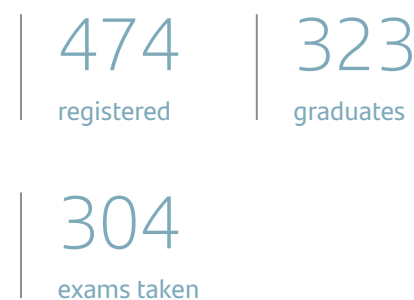 474
registered
323
graduates
304
exams taken